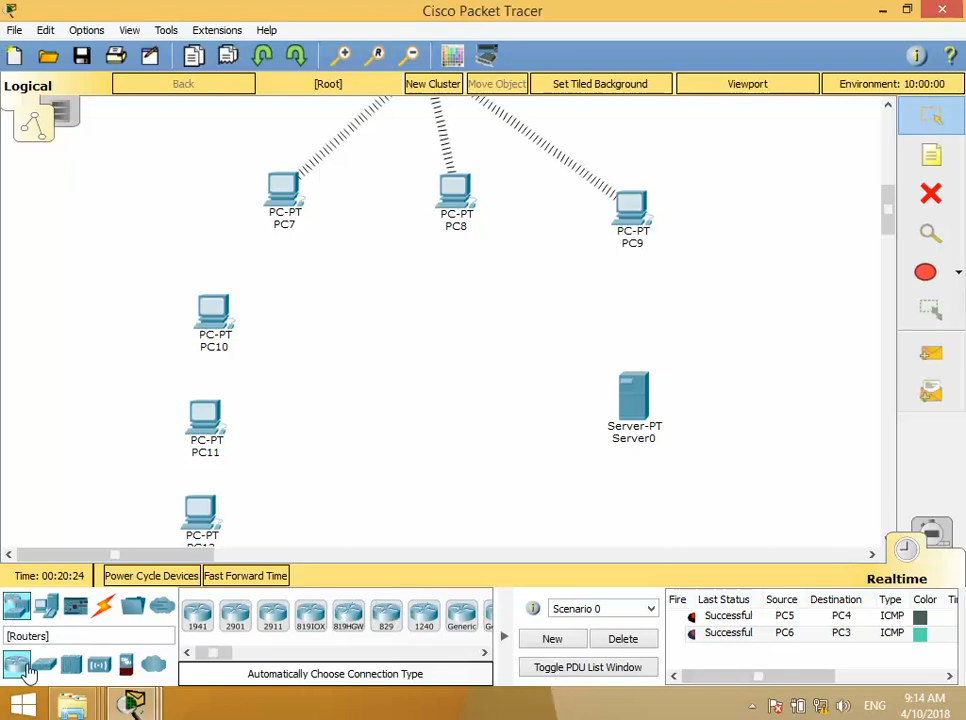 Cisco Packet Tracer
File Edit Options View Tools Extensions Help
Logical
Back
[Root]
New Cluster
Move Object
Set Tiled Background
Viewport
Environment: 10:00:00
PC-PT
PC7
PC-PT
PC8
PC-PT
PC9
PC-PT
PC10
PC-PT
PC11
Server-PT
Server0
PC-PT
Time: 00:20:24
Power Cycle Devices
Fast Forward Time
Realtime
[Routers]
1941 2901 2911 819IOX 819HGW 829 1240 Generic
Automatically Choose Connection Type
Scenario 0
New
Delete
Toggle PDU List Window
Fire Last Status Source Destination Type Color
Successful PC5 PC4 ICMP
Successful PC6 PC3 ICMP
ENG
9:14 AM
4/10/2018